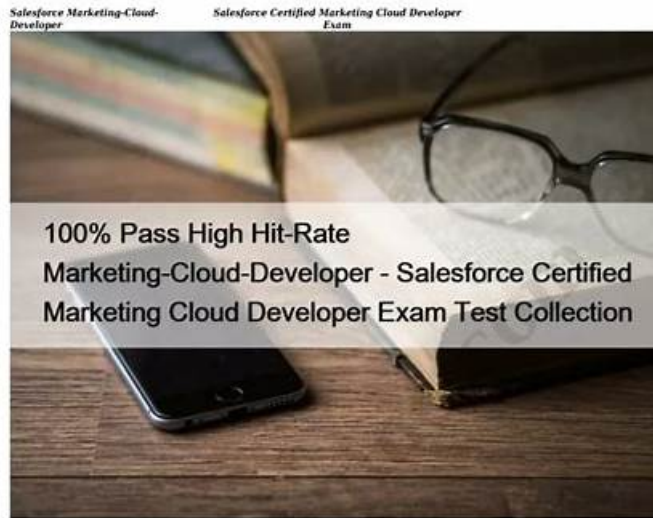 Salesforce Marketing-Cloud-
Developer
Salesforce Certified Marketing Cloud Developer
Exam
100% Pass High Hit-Rate
Marketing-Cloud-Developer - Salesforce Certified
Marketing Cloud Developer Exam Test Collection